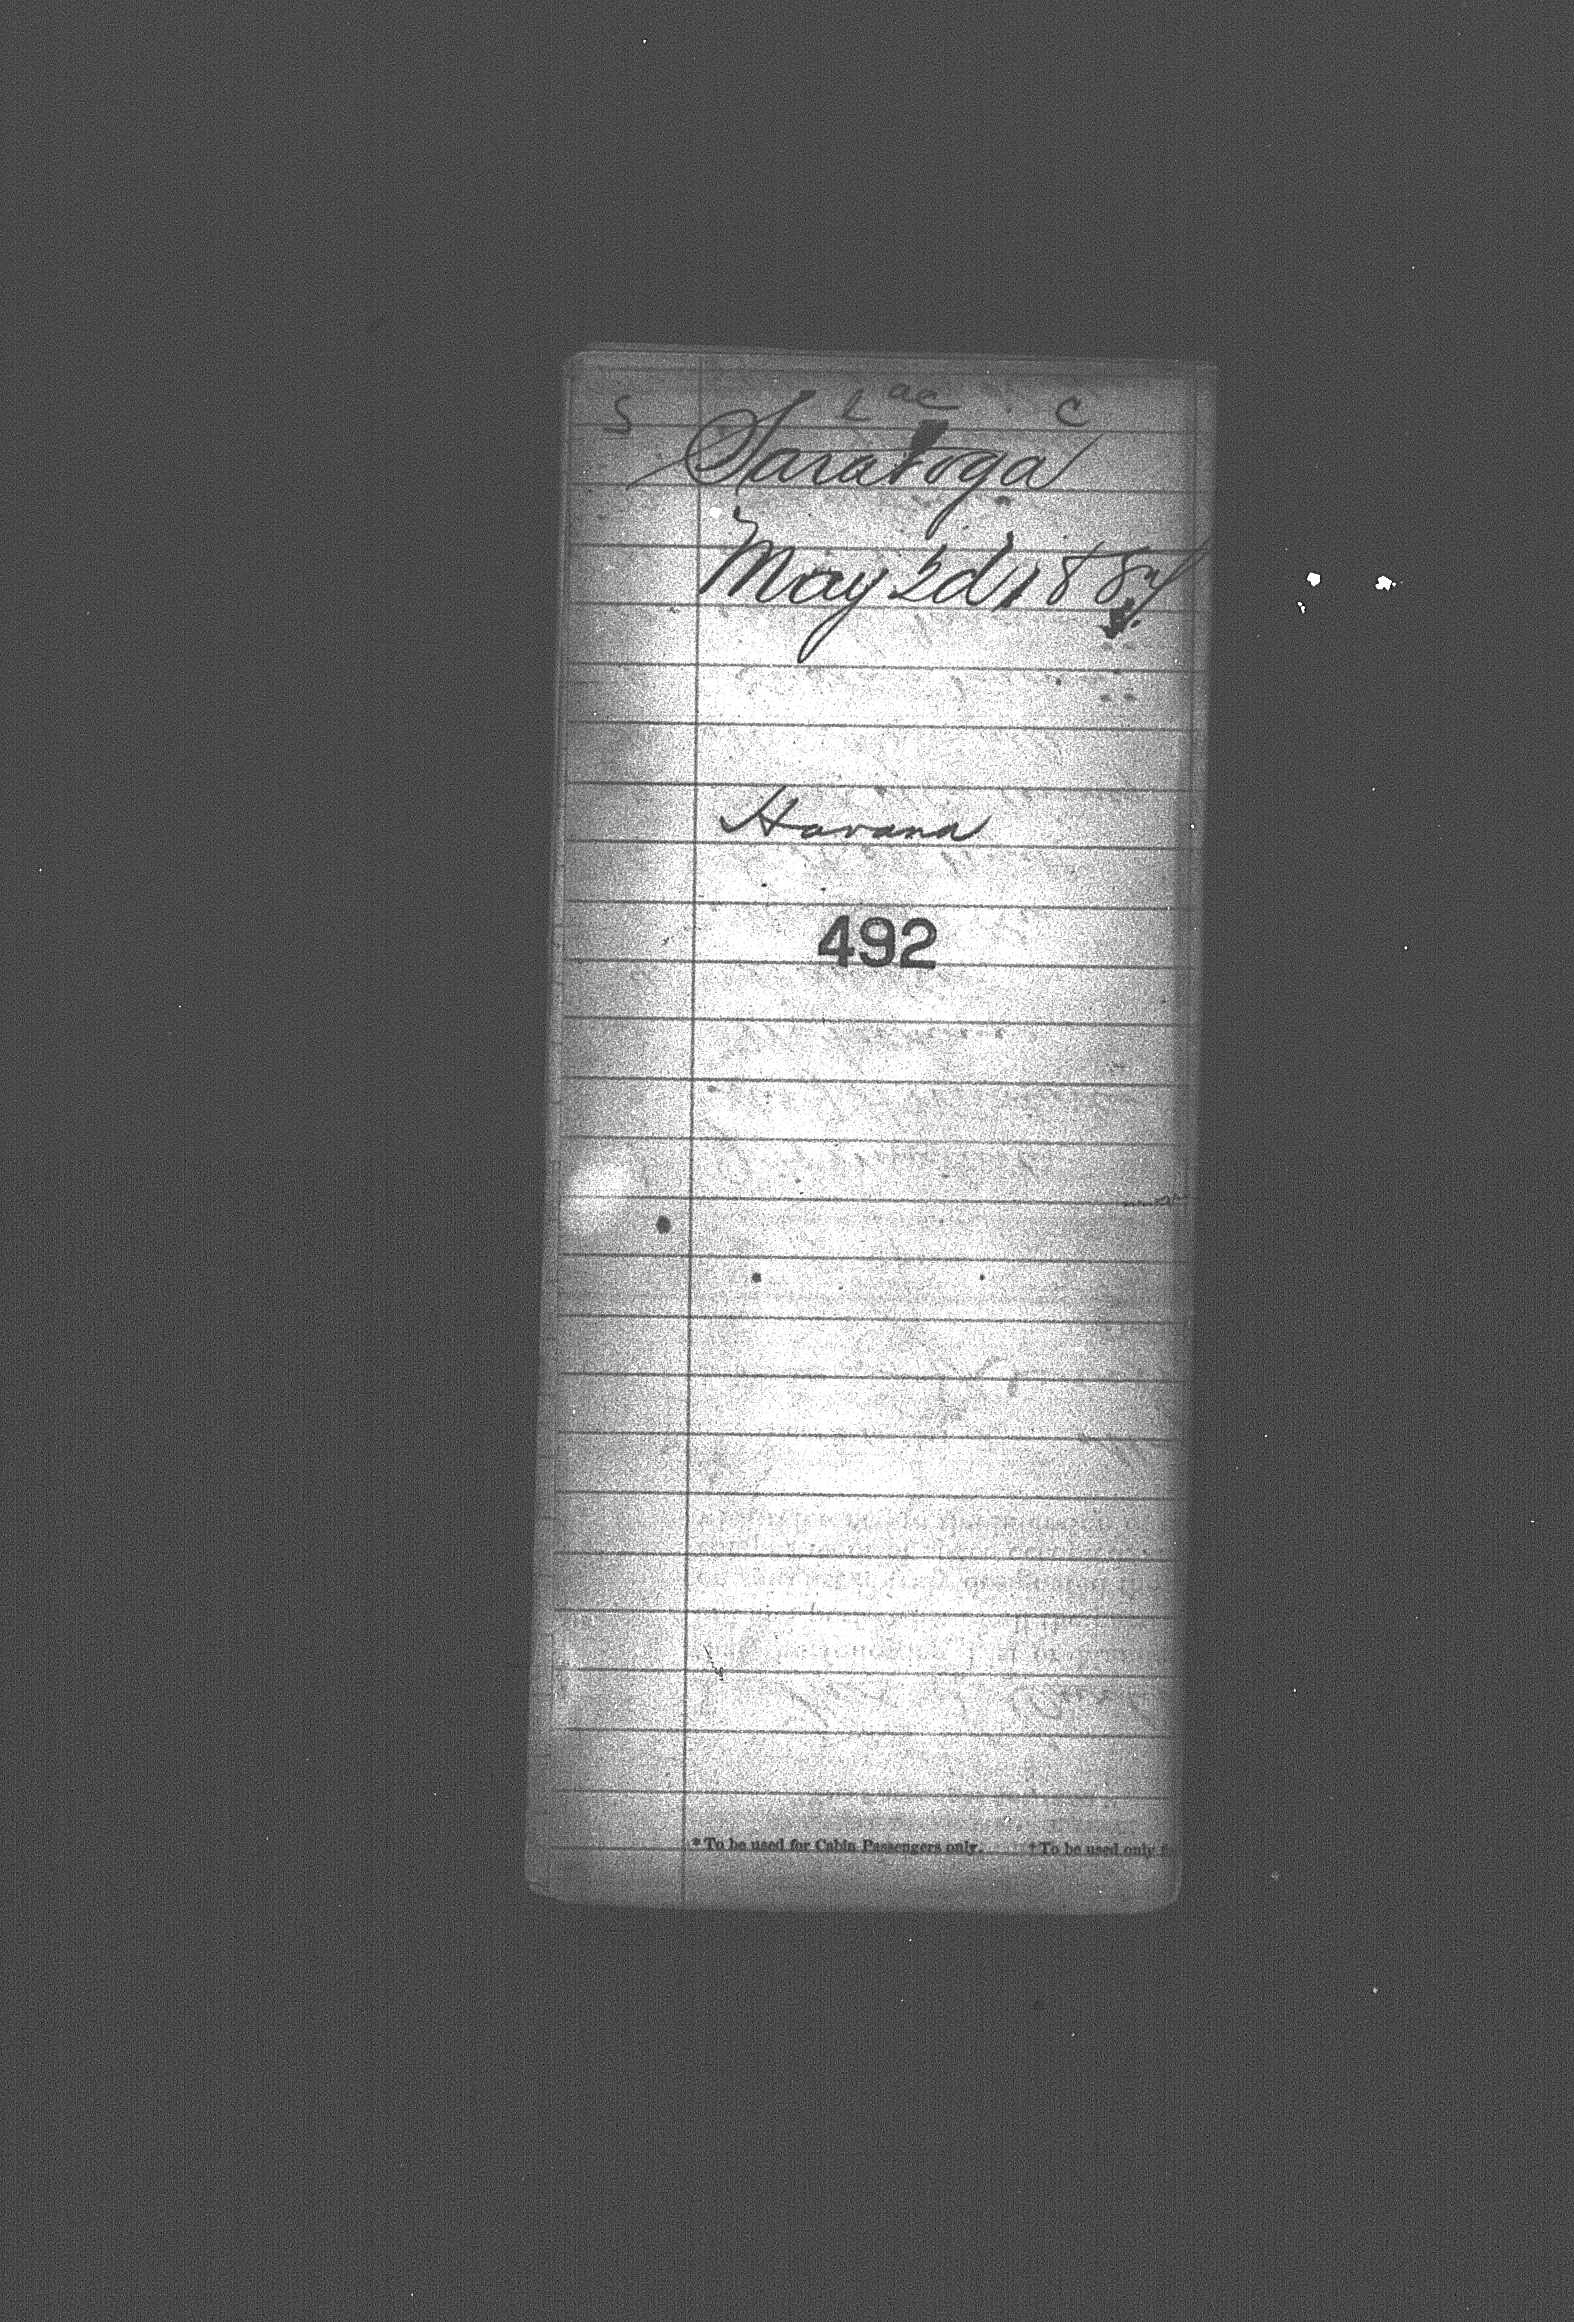 S ac C
Saratoga
May 2d, 1884
Havana
492
* To be used for Cabin Passengers only. † To be used only f